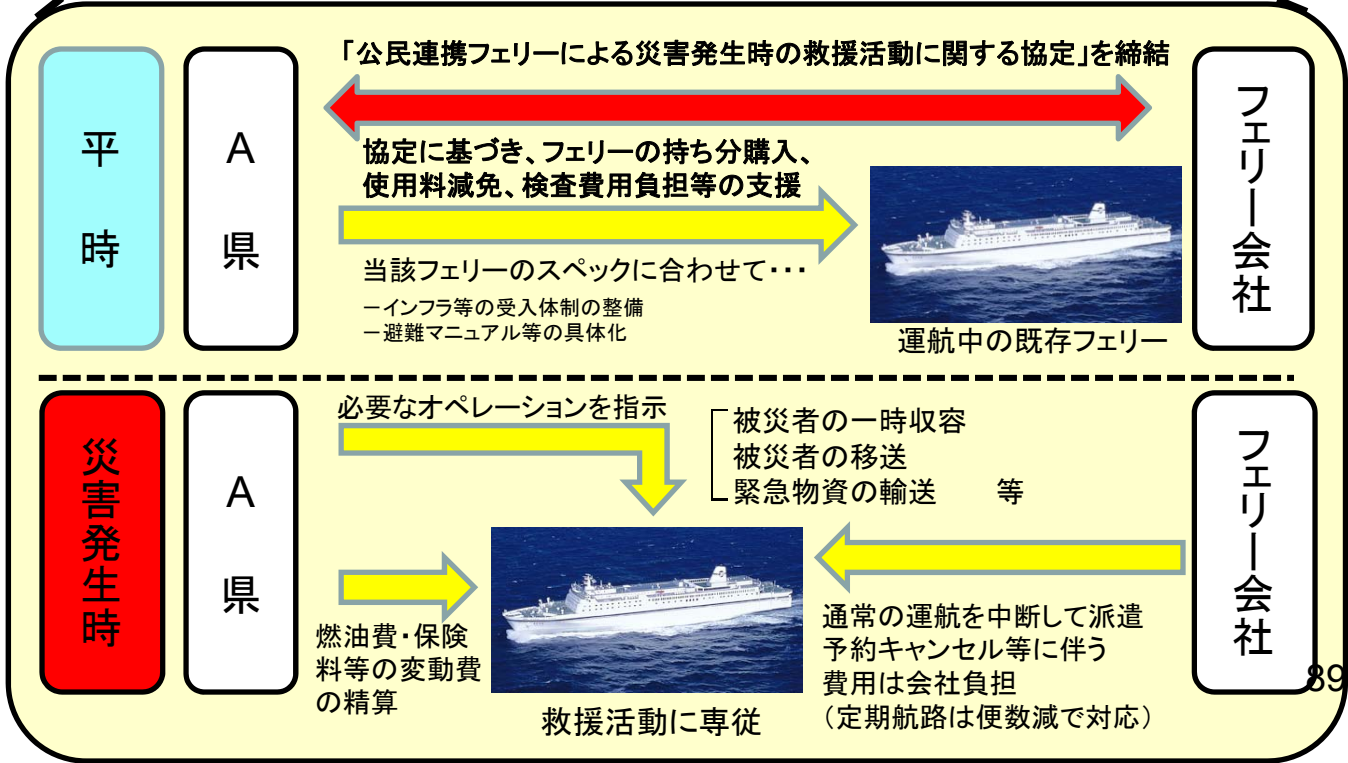 「公民連携フェリーによる災害発生時の救援活動に関する協定」を締結
平時
A県
フェリー会社
協定に基づき、フェリーの持ち分購入、
使用料減免、検査費用負担等の支援
当該フェリーのスペックに合わせて・・・
－インフラ等の受入体制の整備
－避難マニュアル等の具体化
運航中の既存フェリー
災害発生時
A県
フェリー会社
必要なオペレーションを指示
被災者の一時収容
被災者の移送
緊急物資の輸送　　等
燃油費・保険
料等の変動費
の精算
救援活動に専従
通常の運航を中断して派遣
予約キャンセル等に伴う
費用は会社負担
（定期航路は便数減で対応）
89